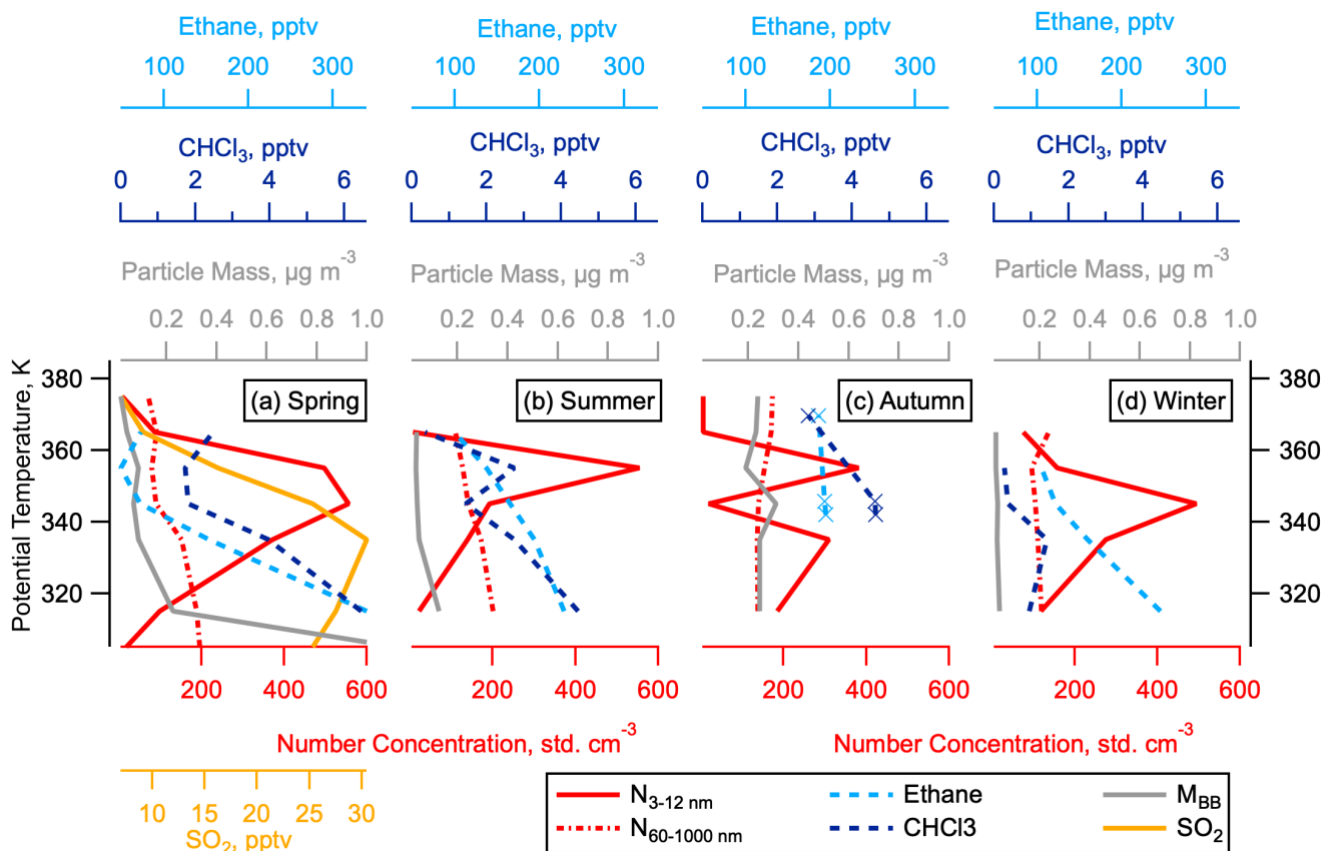 Ethane, pptv Ethane, pptv Ethane, pptv Ethane, pptv
100 200 300 100 200 300 100 200 300 100 200 300
CHCl₃, pptv CHCl₃, pptv CHCl₃, pptv CHCl₃, pptv
0 2 4 6 0 2 4 6 0 2 4 6 0 2 4 6
Particle Mass, µg m⁻³ Particle Mass, µg m⁻³ Particle Mass, µg m⁻³ Particle Mass, µg m⁻³
0.2 0.4 0.6 0.8 1.0 0.2 0.4 0.6 0.8 1.0 0.2 0.4 0.6 0.8 1.0 0.2 0.4 0.6 0.8 1.0
Potential Temperature, K
380 (a) Spring (b) Summer (c) Autumn (d) Winter 380
360 360
340 340
320 320
200 400 600 200 400 600 200 400 600 200 400 600
Number Concentration, std. cm⁻³ Number Concentration, std. cm⁻³
10 15 20 25 30
SO₂, pptv
N₃₋₁₂ nm Ethane M_BB
N₆₀₋₁₀₀₀ nm CHCl3 SO₂